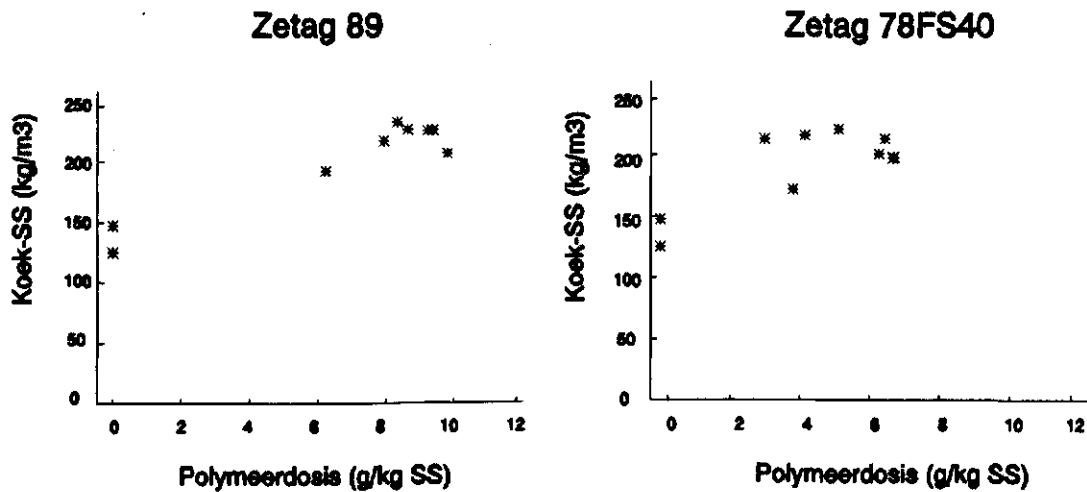 Zetag 89
Koek-SS (kg/m3)
250
200
150
100
50
0
0 2 4 6 8 10 12
Polymeerdosis (g/kg SS)
Zetag 78FS40
Koek-SS (kg/m3)
250
200
150
100
50
0
0 2 4 6 8 10 12
Polymeerdosis (g/kg SS)